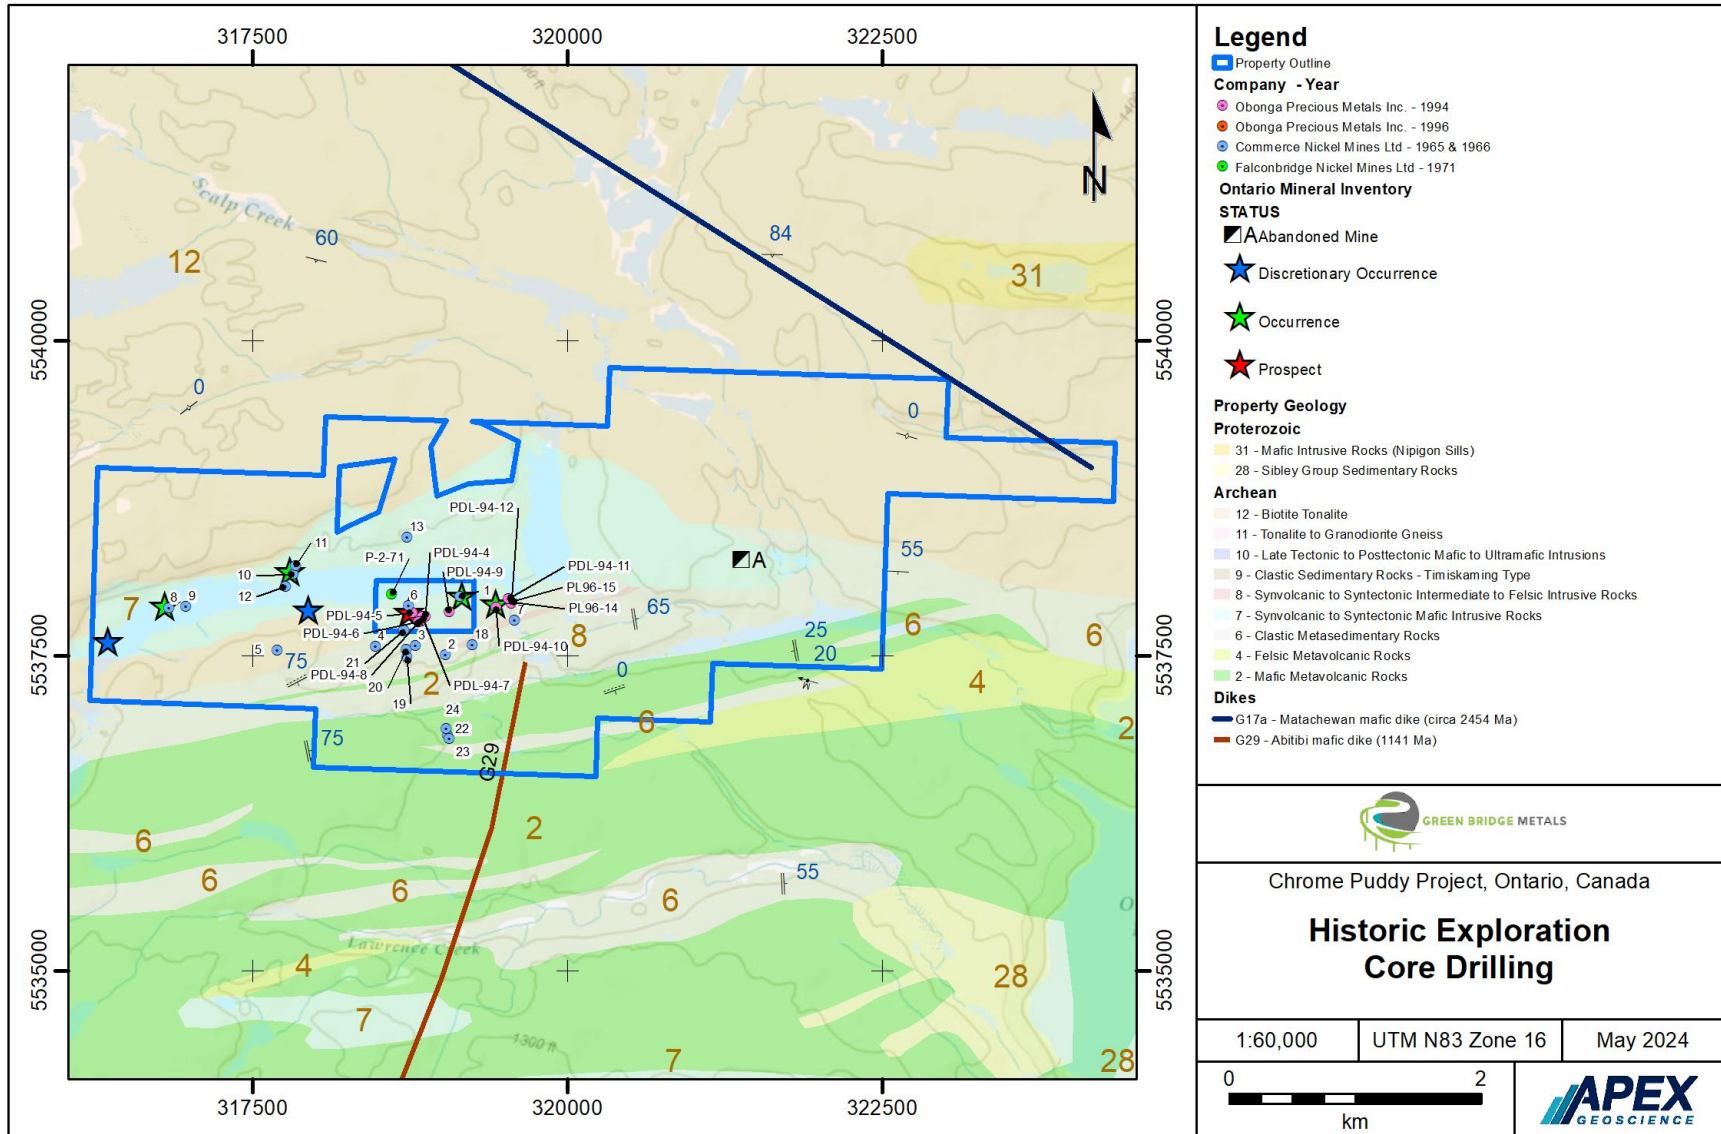 317500
320000
322500
5540000
5540000
5537500
5537500
5535000
5535000
317500
320000
322500
Scalp Creek
60
84
12
31
0
0
N
PDL-94-12
13
11
P-2-71
PDL-94-4
PDL-94-9
PDL-94-11
A
55
10
12
PL96-15
PL96-14
7
8
9
6
1
7
65
PDL-94-5
PDL-94-6
4
3
2
18
PDL-94-10
8
6
6
25
20
5
75
21
PDL-94-8
20
2
PDL-94-7
0
4
19
24
22
23
6
2
75
G29
2
6
6
6
55
6
Lawrence Creek
4
28
7
1300 ft
7
28
O
Legend
Property Outline
Company - Year
Obonga Precious Metals Inc. - 1994
Obonga Precious Metals Inc. - 1996
Commerce Nickel Mines Ltd - 1965 & 1966
Falconbridge Nickel Mines Ltd - 1971
Ontario Mineral Inventory
STATUS
A Abandoned Mine
Discretionary Occurrence
Occurrence
Prospect
Property Geology
Proterozoic
31 - Mafic Intrusive Rocks (Nipigon Sills)
28 - Sibley Group Sedimentary Rocks
Archean
12 - Biotite Tonalite
11 - Tonalite to Granodiorite Gneiss
10 - Late Tectonic to Posttectonic Mafic to Ultramafic Intrusions
9 - Clastic Sedimentary Rocks - Timiskaming Type
8 - Synvolcanic to Syntectonic Intermediate to Felsic Intrusive Rocks
7 - Synvolcanic to Syntectonic Mafic Intrusive Rocks
6 - Clastic Metasedimentary Rocks
4 - Felsic Metavolcanic Rocks
2 - Mafic Metavolcanic Rocks
Dikes
G17a - Matachewan mafic dike (circa 2454 Ma)
G29 - Abitibi mafic dike (1141 Ma)
GREEN BRIDGE METALS
Chrome Puddy Project, Ontario, Canada
Historic Exploration
Core Drilling
1:60,000
UTM N83 Zone 16
May 2024
0
2
km
APEX
GEOSCIENCE